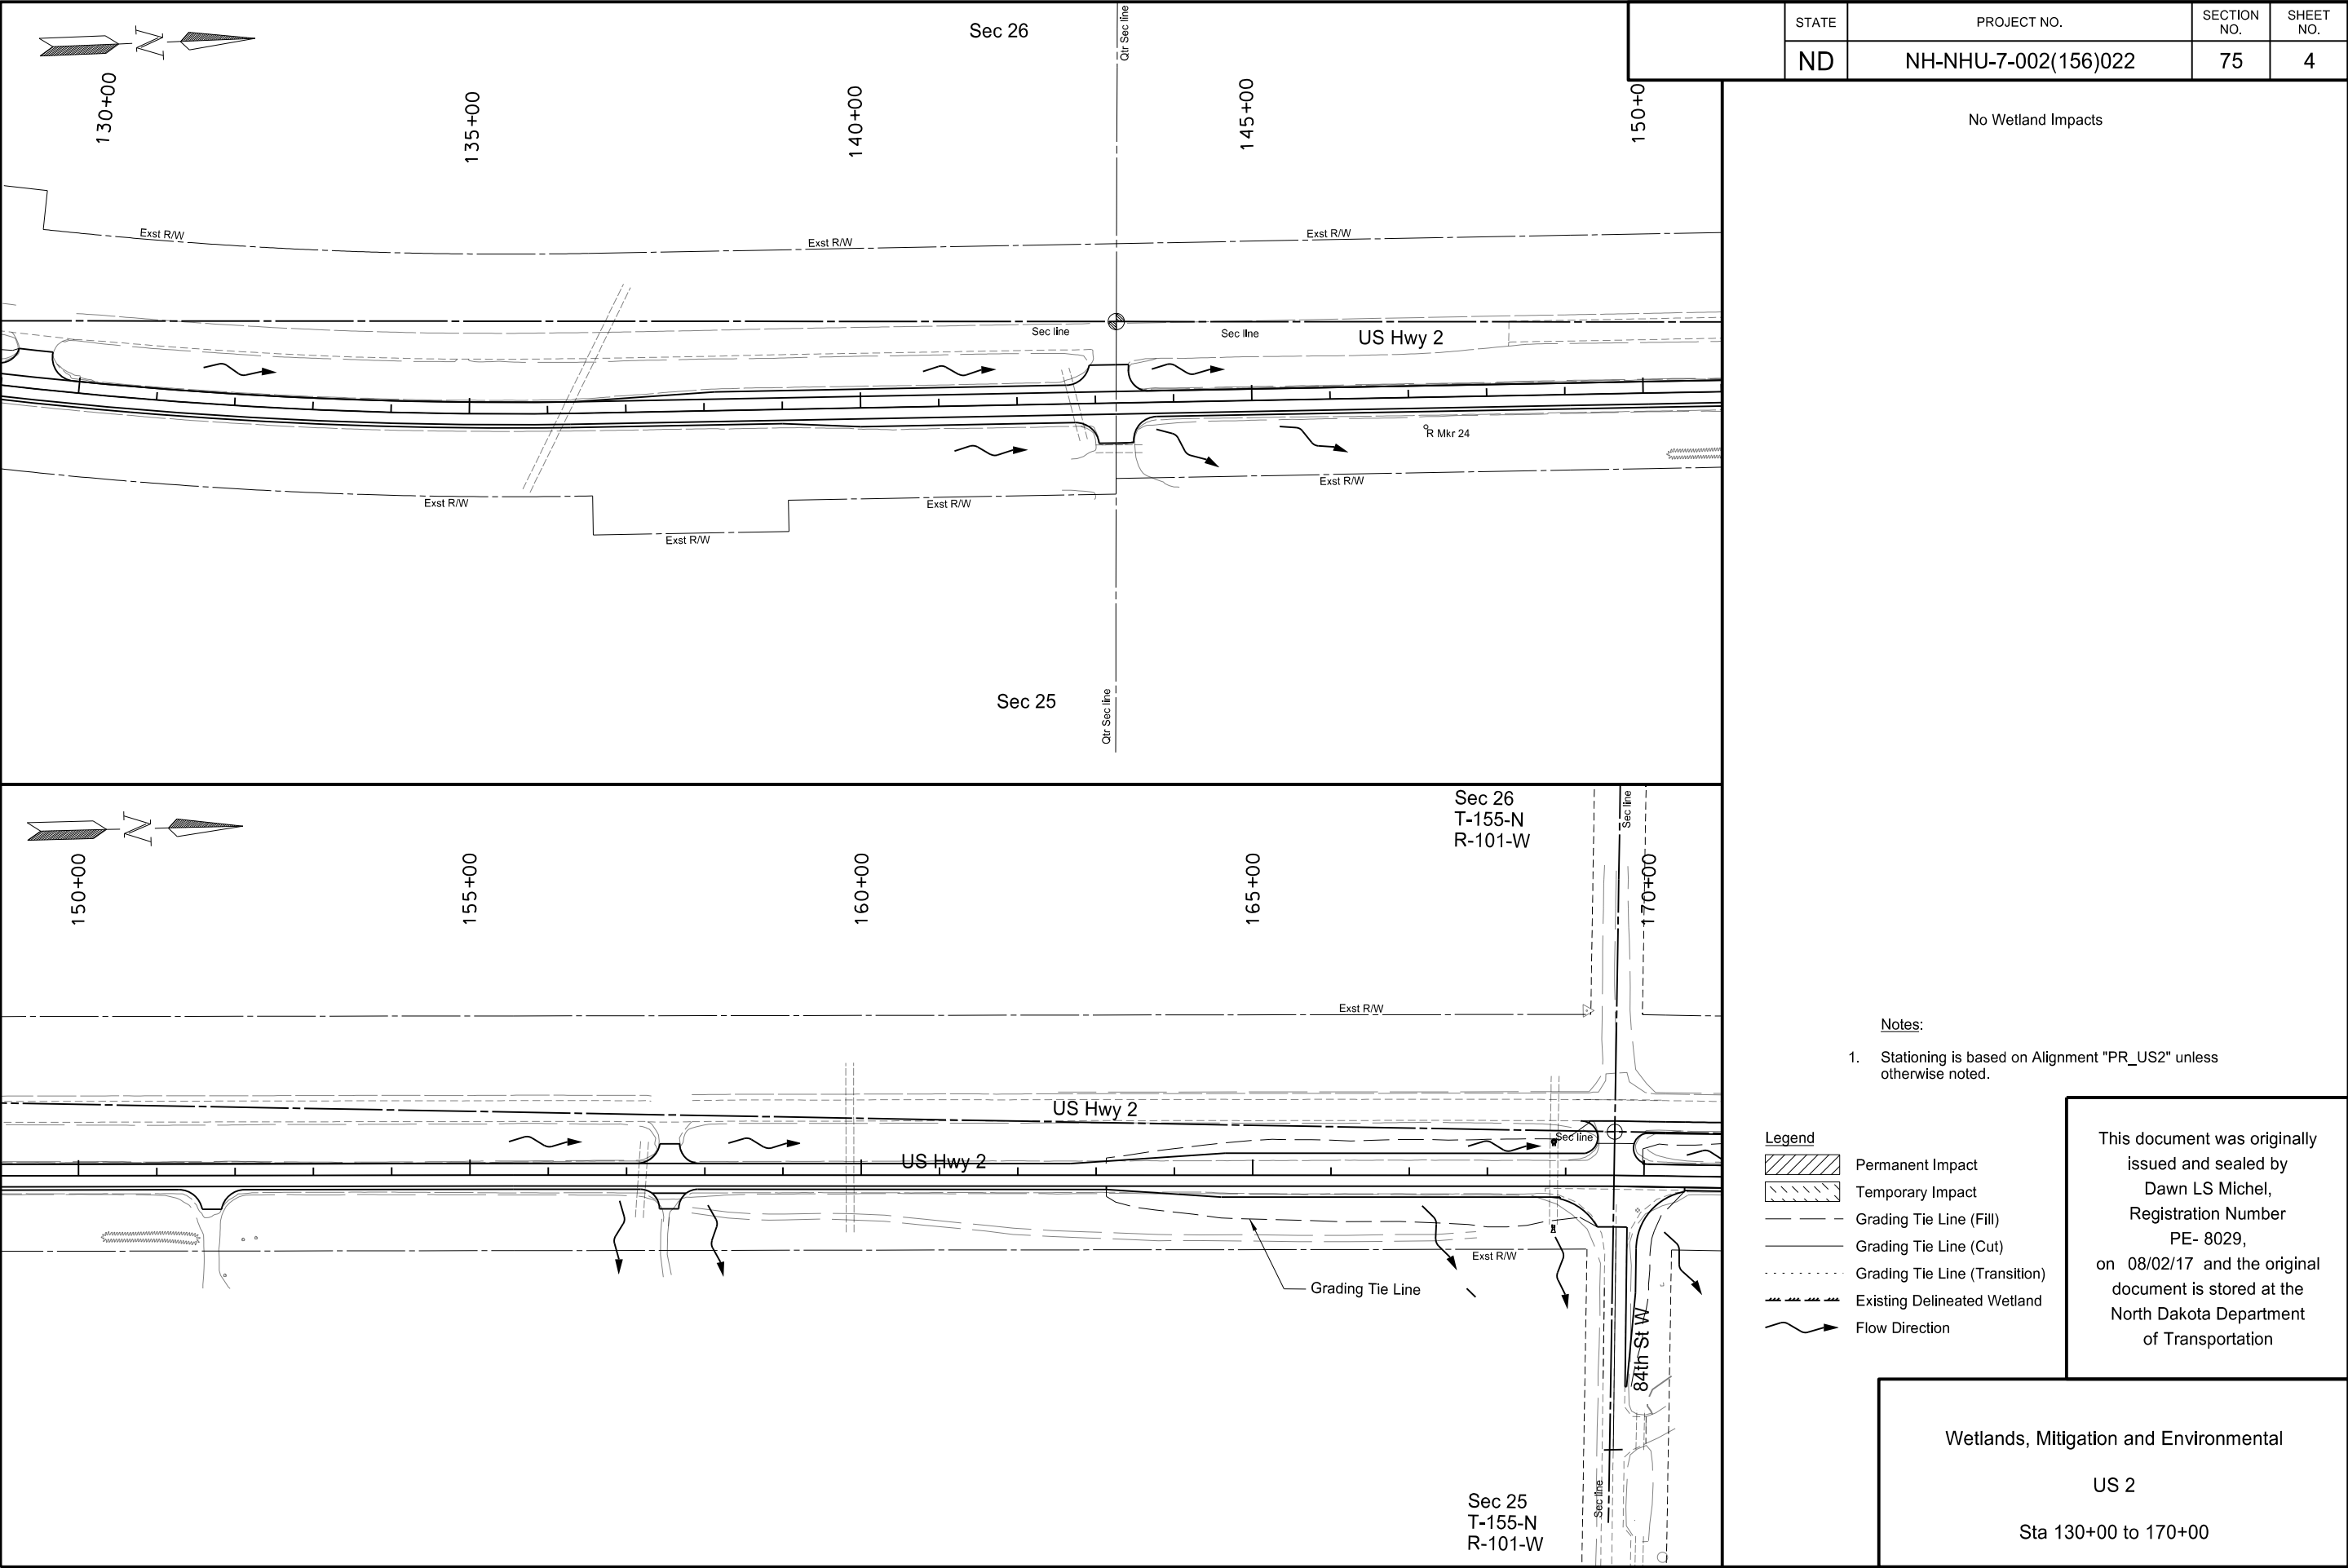 STATE
PROJECT NO.
SECTION NO.
SHEET NO.
ND
NH-NHU-7-002(156)022
75
4
No Wetland Impacts
N
Sec 26
Qtr Sec line
130+00
135+00
140+00
145+00
150+0
Exst R/W
Exst R/W
Exst R/W
Sec line
Sec line
US Hwy 2
R Mkr 24
Exst R/W
Exst R/W
Exst R/W
Exst R/W
Sec 25
Qtr Sec line
N
Sec 26
T-155-N
R-101-W
Sec line
150+00
155+00
160+00
165+00
170+00
Exst R/W
US Hwy 2
Sec line
US Hwy 2
Exst R/W
Grading Tie Line
84th St W
Sec line
Sec 25
T-155-N
R-101-W
Notes:
1. Stationing is based on Alignment "PR_US2" unless
otherwise noted.
Legend
Permanent Impact
Temporary Impact
Grading Tie Line (Fill)
Grading Tie Line (Cut)
Grading Tie Line (Transition)
Existing Delineated Wetland
Flow Direction
This document was originally
issued and sealed by
Dawn LS Michel,
Registration Number
PE- 8029,
on 08/02/17 and the original
document is stored at the
North Dakota Department
of Transportation
Wetlands, Mitigation and Environmental
US 2
Sta 130+00 to 170+00